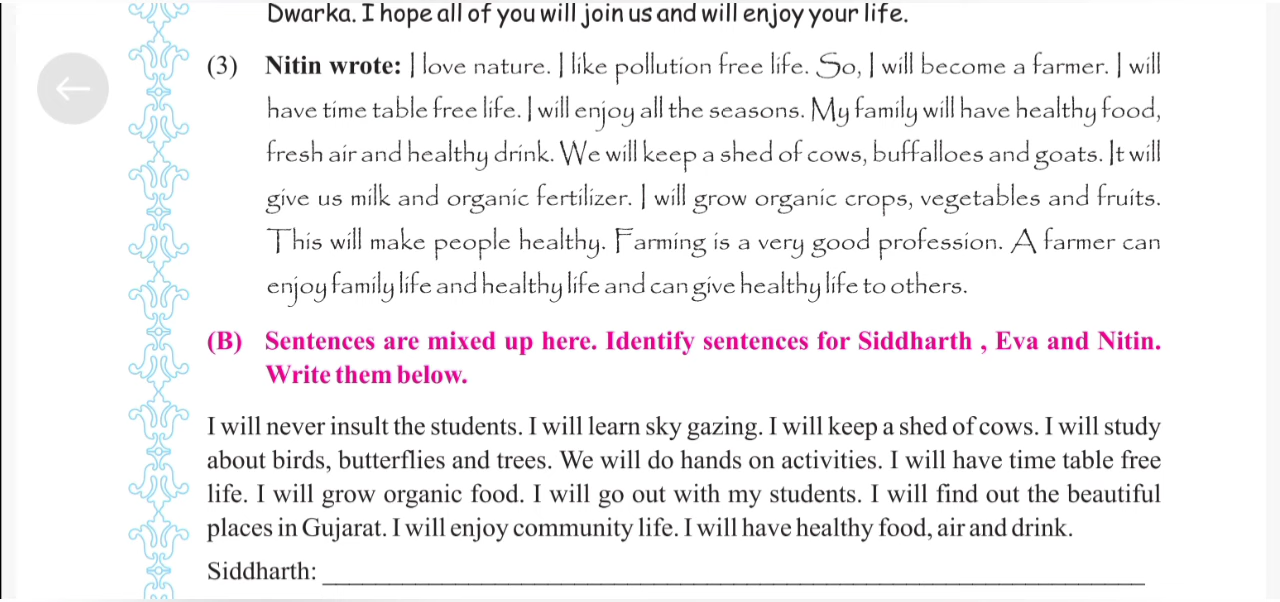 Dwarka. I hope all of you will join us and will enjoy your life.
(3) Nitin wrote: I love nature. I like pollution free life. So, I will become a farmer. I will
have time table free life. I will enjoy all the seasons. My family will have healthy food,
fresh air and healthy drink. We will keep a shed of cows, buffalloes and goats. It will
give us milk and organic fertilizer. I will grow organic crops, vegetables and fruits.
This will make people healthy. Farming is a very good profession. A farmer can
enjoy family life and healthy life and can give healthy life to others.
(B) Sentences are mixed up here. Identify sentences for Siddharth , Eva and Nitin.
Write them below.
I will never insult the students. I will learn sky gazing. I will keep a shed of cows. I will study
about birds, butterflies and trees. We will do hands on activities. I will have time table free
life. I will grow organic food. I will go out with my students. I will find out the beautiful
places in Gujarat. I will enjoy community life. I will have healthy food, air and drink.
Siddharth: